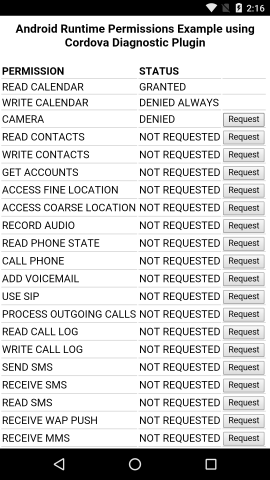 2:16
Android Runtime Permissions Example using
Cordova Diagnostic Plugin
PERMISSION STATUS
READ CALENDAR GRANTED
WRITE CALENDAR DENIED ALWAYS
CAMERA DENIED Request
READ CONTACTS NOT REQUESTED Request
WRITE CONTACTS NOT REQUESTED Request
GET ACCOUNTS NOT REQUESTED Request
ACCESS FINE LOCATION NOT REQUESTED Request
ACCESS COARSE LOCATION NOT REQUESTED Request
RECORD AUDIO NOT REQUESTED Request
READ PHONE STATE NOT REQUESTED Request
CALL PHONE NOT REQUESTED Request
ADD VOICEMAIL NOT REQUESTED Request
USE SIP NOT REQUESTED Request
PROCESS OUTGOING CALLS NOT REQUESTED Request
READ CALL LOG NOT REQUESTED Request
WRITE CALL LOG NOT REQUESTED Request
SEND SMS NOT REQUESTED Request
RECEIVE SMS NOT REQUESTED Request
READ SMS NOT REQUESTED Request
RECEIVE WAP PUSH NOT REQUESTED Request
RECEIVE MMS NOT REQUESTED Request